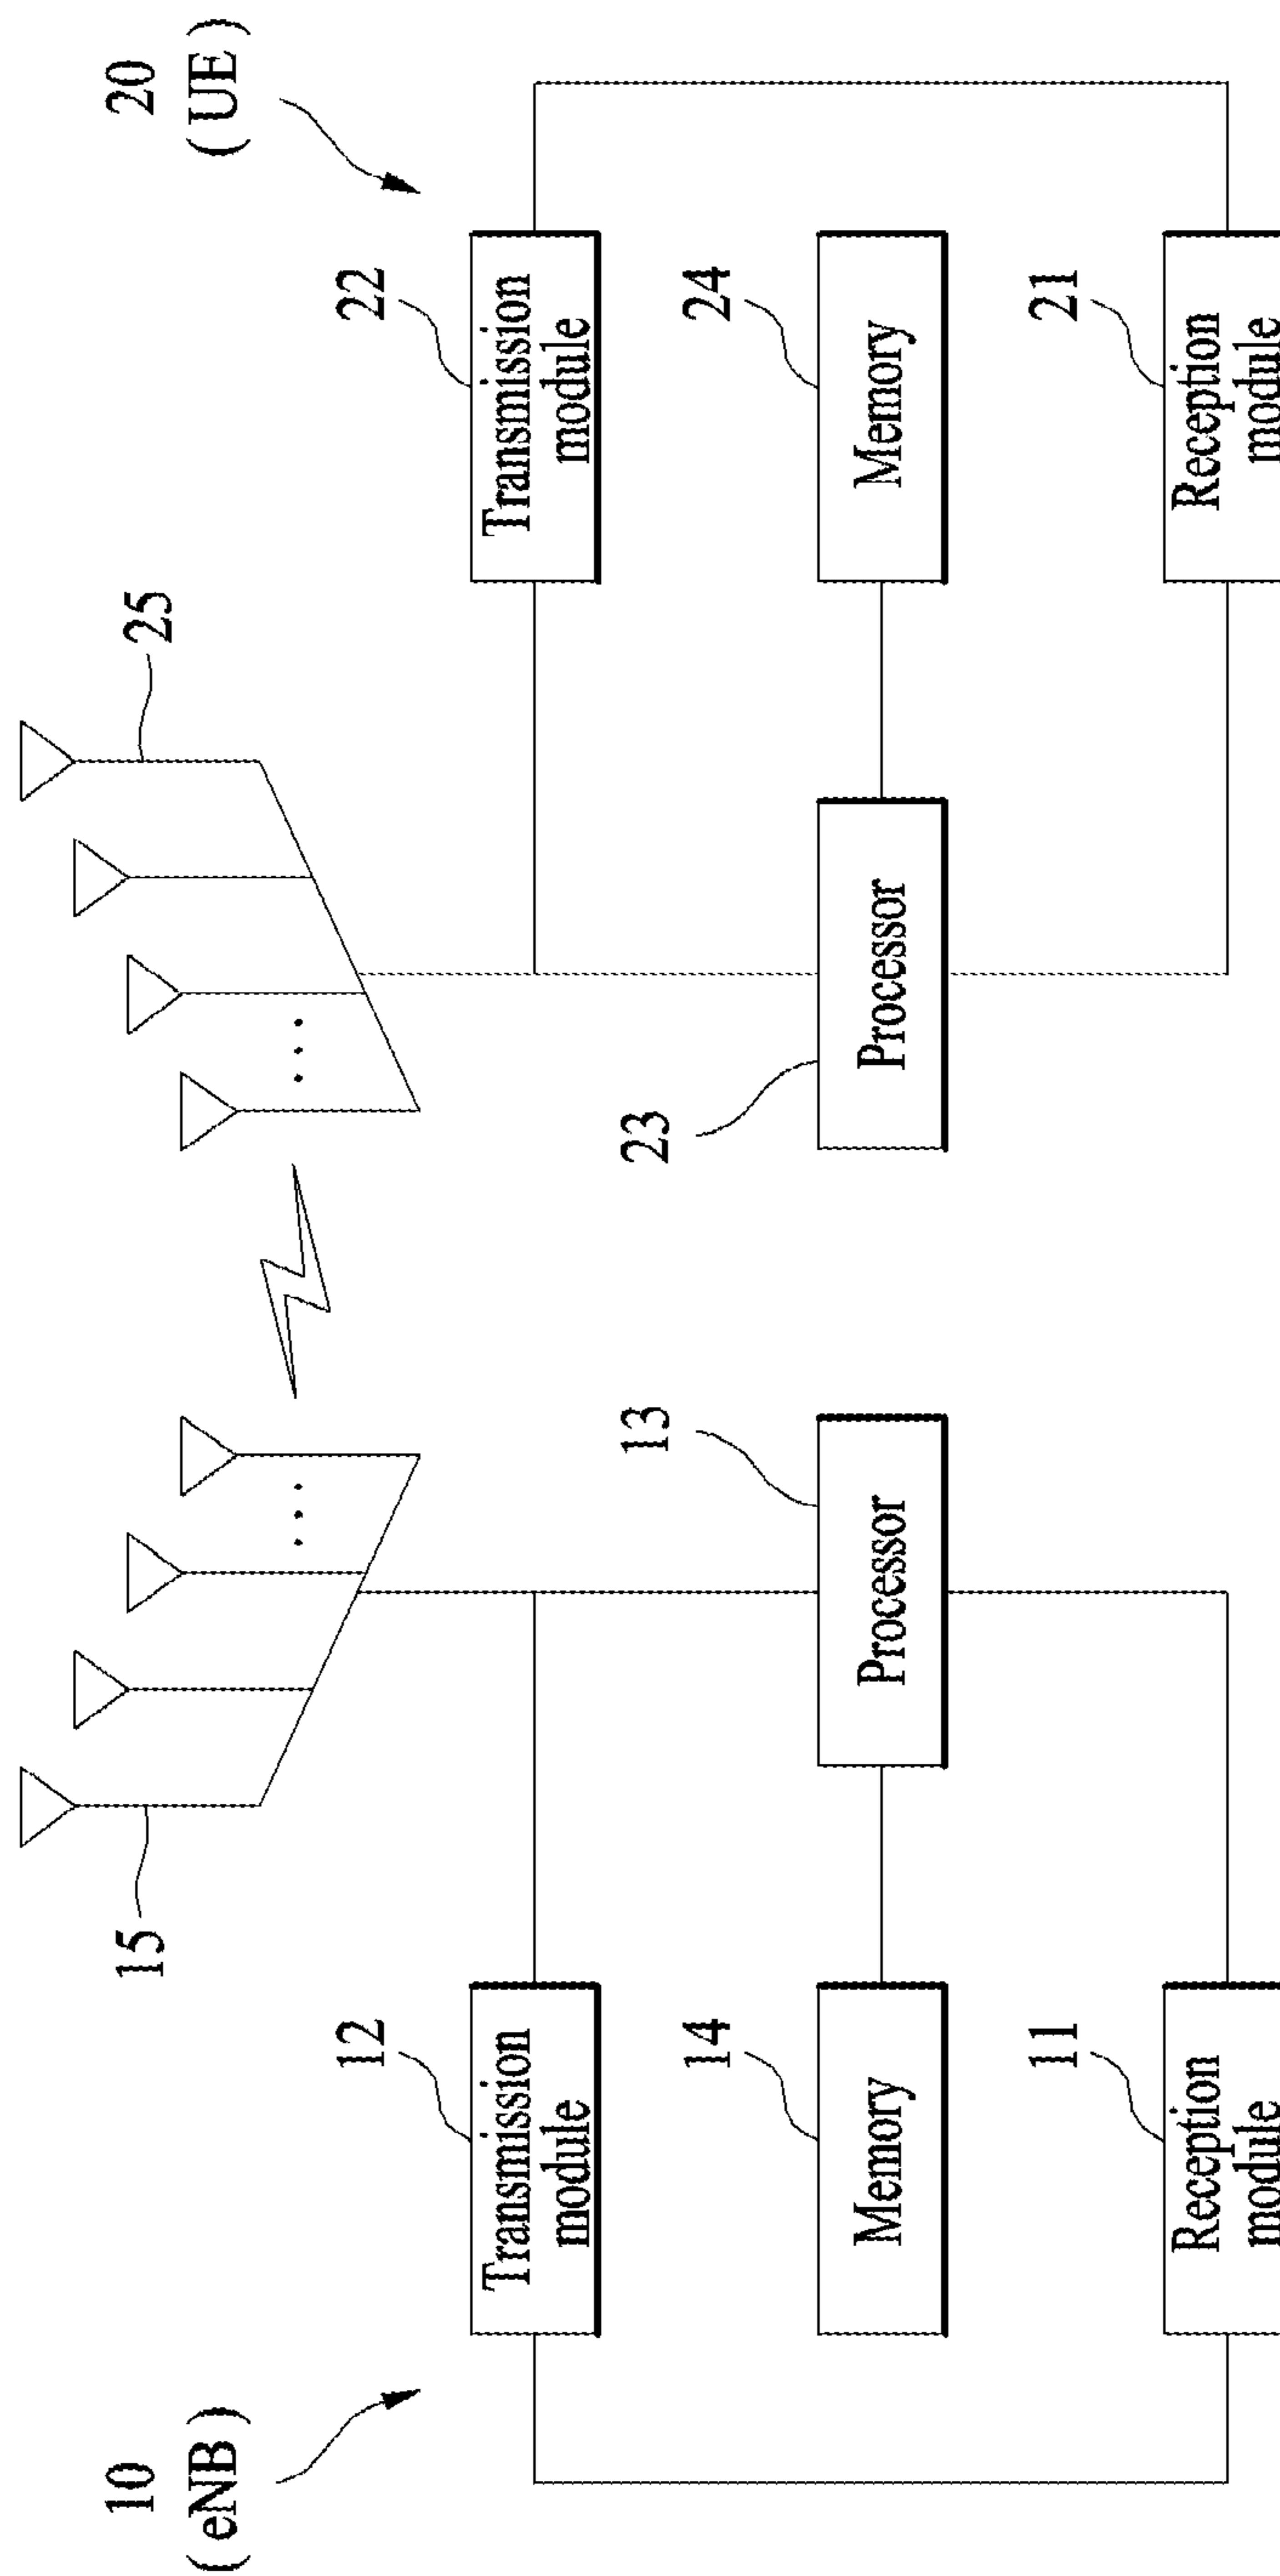 10
( eNB )
15
12
Transmission
module
14
Memory
11
Reception
module
13
Processor
20
( UE )
25
22
Transmission
module
24
Memory
21
Reception
module
23
Processor